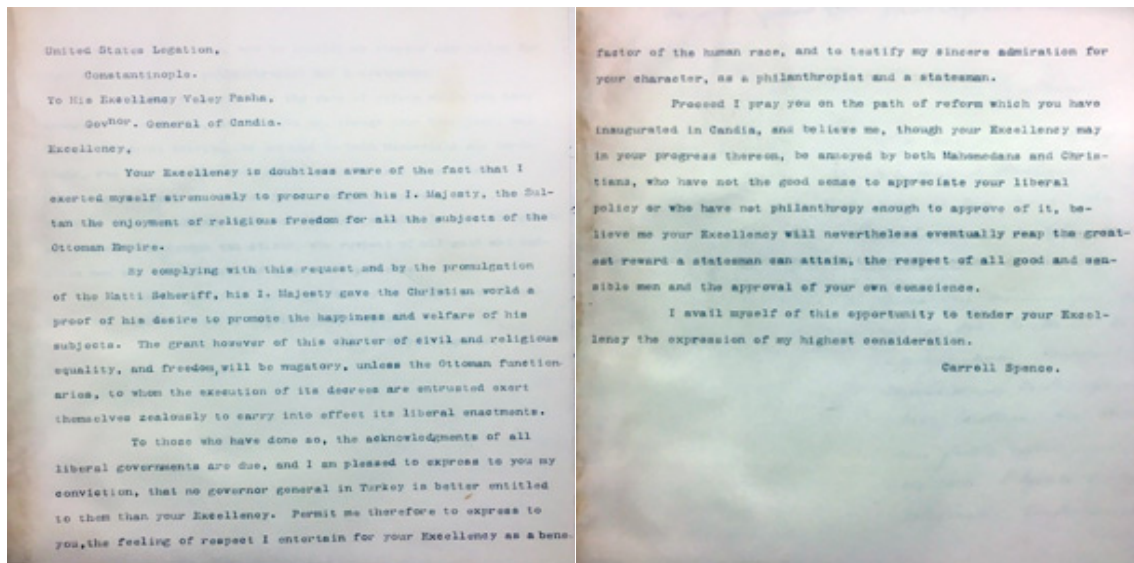 United States Legation,
Constantinople.
To His Excellency Veley Pasha,
Govnor. General of Candia.
Excellency,
Your Excellency is doubtless aware of the fact that I
exerted myself strenuously to procure from his I. Majesty, the Sul-
tan the enjoyment of religious freedom for all the subjects of the
Ottoman Empire.
By complying with this request and by the promulgation
of the Hatti Scheriff, his I. Majesty gave the Christian world a
proof of his desire to promote the happiness and welfare of his
subjects. The grant however of this charter of civil and religious
equality, and freedom, will be nugatory, unless the Ottoman function-
aries, to whom the execution of its decrees are entrusted exert
themselves zealously to carry into effect its liberal enactments.
To those who have done so, the acknowledgments of all
liberal governments are due, and I am pleased to express to you my
conviction, that no governor general in Turkey is better entitled
to them than your Excellency. Permit me therefore to express to
you, the feeling of respect I entertain for your Excellency as a bene-
factor of the human race, and to testify my sincere admiration for
your character, as a philanthropist and a statesman.
Proceed I pray you on the path of reform which you have
inaugurated in Candia, and believe me, though your Excellency may
in your progress thereon, be annoyed by both Mahomedans and Chris-
tians, who have not the good sense to appreciate your liberal
policy or who have not philanthropy enough to approve of it, be-
lieve me your Excellency will nevertheless eventually reap the great-
est reward a statesman can attain, the respect of all good and sen-
sible men and the approval of your own conscience.
I avail myself of this opportunity to tender your Excel-
lency the expression of my highest consideration.
Carroll Spence.